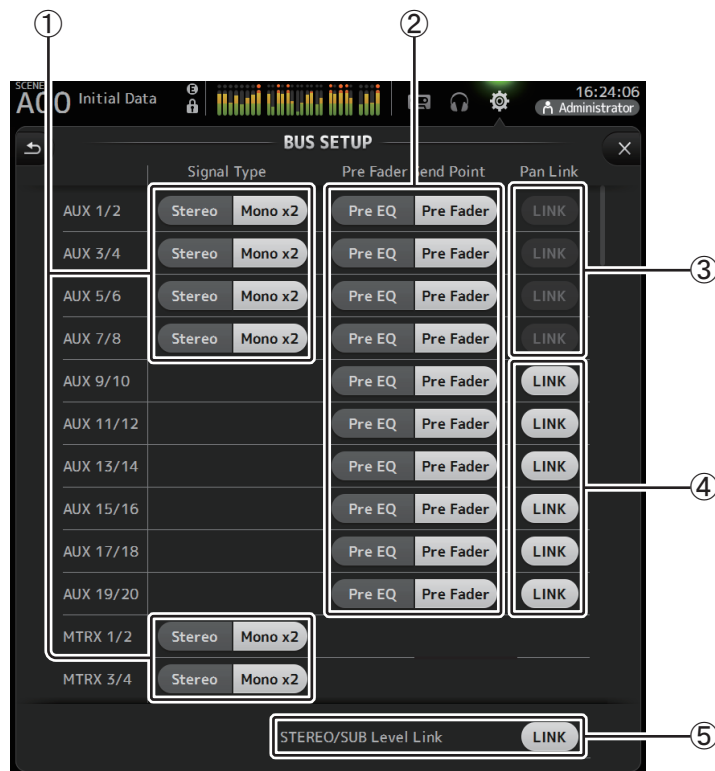 ① ②
SCENE
A00 Initial Data E 16:24:06
Administrator
BUS SETUP
Signal Type Pre Fader Send Point Pan Link
AUX 1/2 Stereo Mono x2 Pre EQ Pre Fader LINK
AUX 3/4 Stereo Mono x2 Pre EQ Pre Fader LINK
③
AUX 5/6 Stereo Mono x2 Pre EQ Pre Fader LINK
AUX 7/8 Stereo Mono x2 Pre EQ Pre Fader LINK
AUX 9/10 Pre EQ Pre Fader LINK
AUX 11/12 Pre EQ Pre Fader LINK
AUX 13/14 Pre EQ Pre Fader LINK
④
AUX 15/16 Pre EQ Pre Fader LINK
AUX 17/18 Pre EQ Pre Fader LINK
AUX 19/20 Pre EQ Pre Fader LINK
MTRX 1/2 Stereo Mono x2
MTRX 3/4 Stereo Mono x2
STEREO/SUB Level Link LINK ⑤